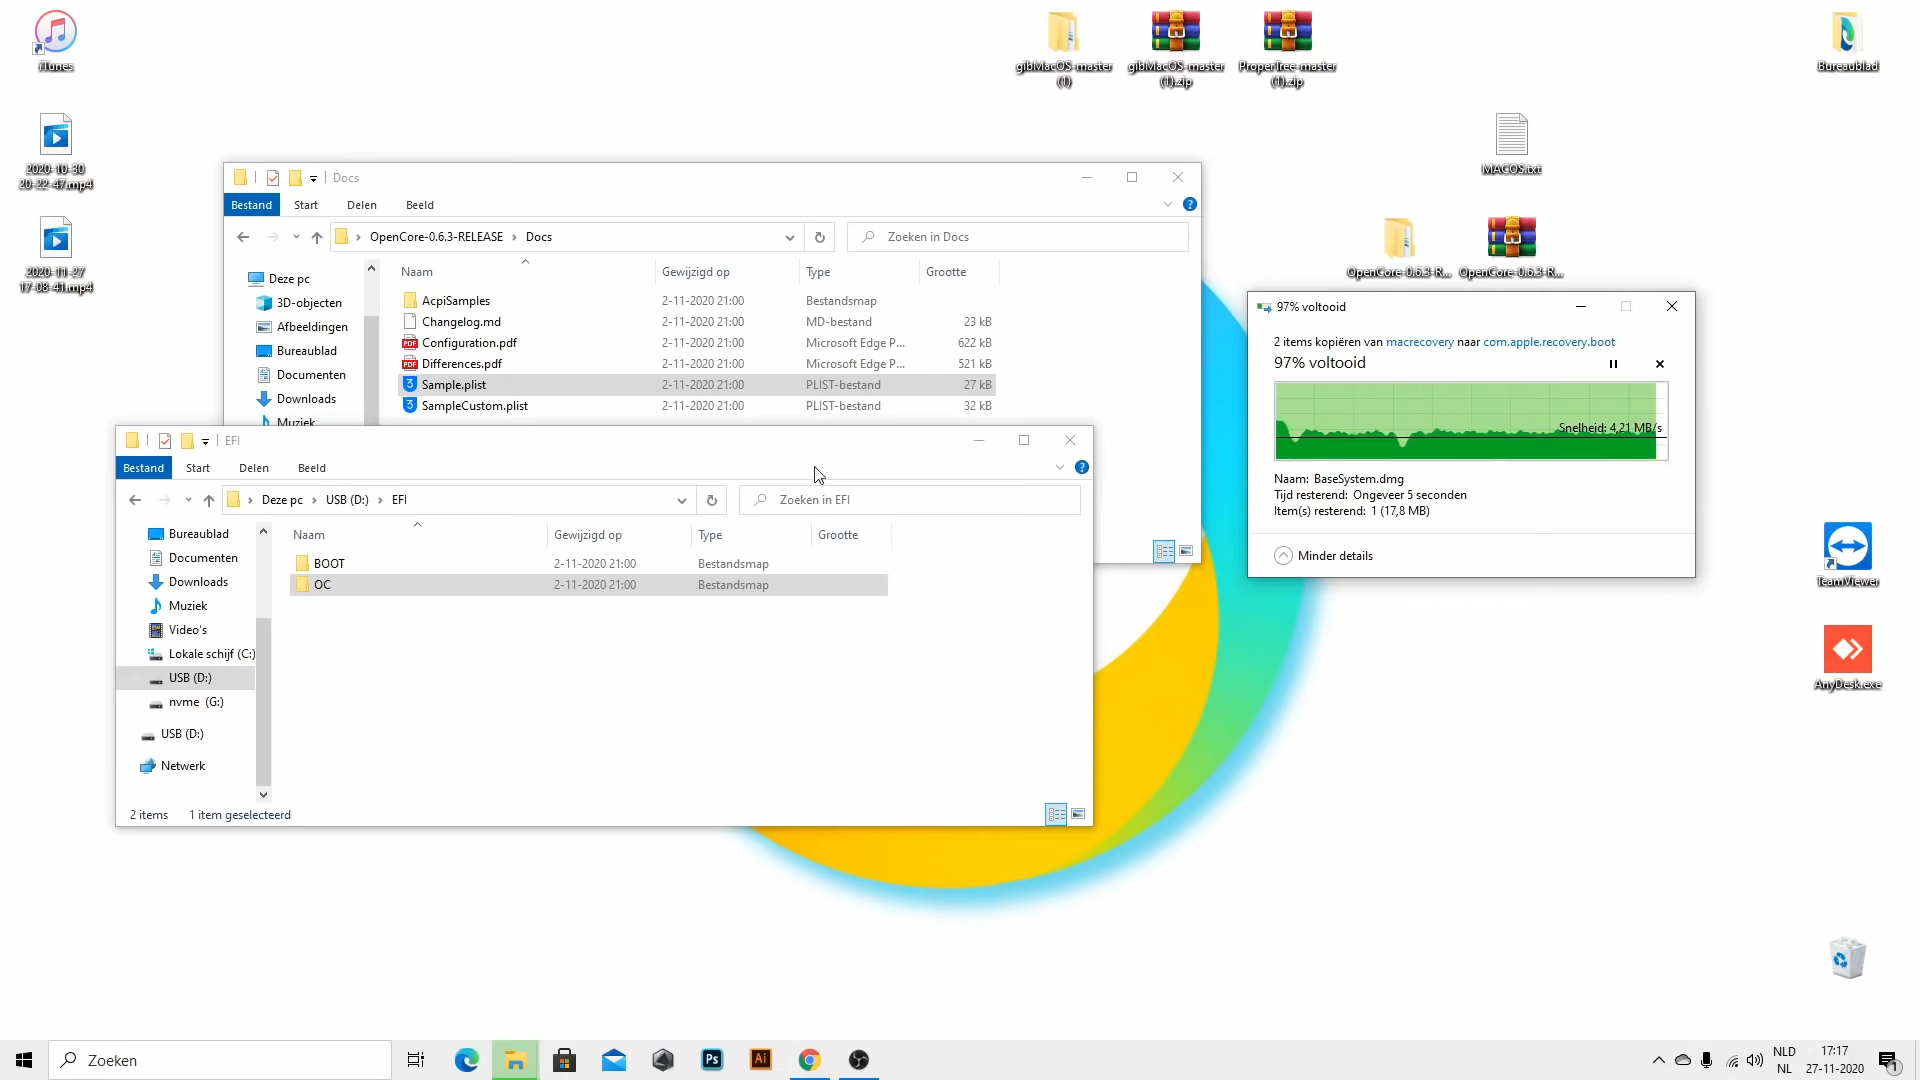 iTunes
gibMacOS-master
(1)
gibMacOS-master
(1).zip
ProperTree-master
(1).zip
Bureaublad
2020-10-30
20-22-47.mp4
MACOS.txt
2020-11-27
17-08-41.mp4
OpenCore-0.6.3-R...
OpenCore-0.6.3-R...
TeamViewer
AnyDesk.exe
Docs
Bestand
Start
Delen
Beeld
OpenCore-0.6.3-RELEASE > Docs
Zoeken in Docs
Deze pc
3D-objecten
Afbeeldingen
Bureaublad
Documenten
Downloads
Muziek
Naam Gewijzigd op Type Grootte
AcpiSamples 2-11-2020 21:00 Bestandsmap
Changelog.md 2-11-2020 21:00 MD-bestand 23 kB
Configuration.pdf 2-11-2020 21:00 Microsoft Edge P... 622 kB
Differences.pdf 2-11-2020 21:00 Microsoft Edge P... 521 kB
Sample.plist 2-11-2020 21:00 PLIST-bestand 27 kB
SampleCustom.plist 2-11-2020 21:00 PLIST-bestand 32 kB
EFI
Bestand
Start
Delen
Beeld
Deze pc > USB (D:) > EFI
Zoeken in EFI
Bureaublad
Documenten
Downloads
Muziek
Video's
Lokale schijf (C:)
USB (D:)
nvme (G:)
USB (D:)
Netwerk
Naam Gewijzigd op Type Grootte
BOOT 2-11-2020 21:00 Bestandsmap
OC 2-11-2020 21:00 Bestandsmap
2 items 1 item geselecteerd
97% voltooid
2 items kopiëren van macrecovery naar com.apple.recovery.boot
97% voltooid
Snelheid: 4,21 MB/s
Naam: BaseSystem.dmg
Tijd resterend: Ongeveer 5 seconden
Item(s) resterend: 1 (17,8 MB)
Minder details
Zoeken
Ps
Ai
NLD
NL
17:17
27-11-2020
1